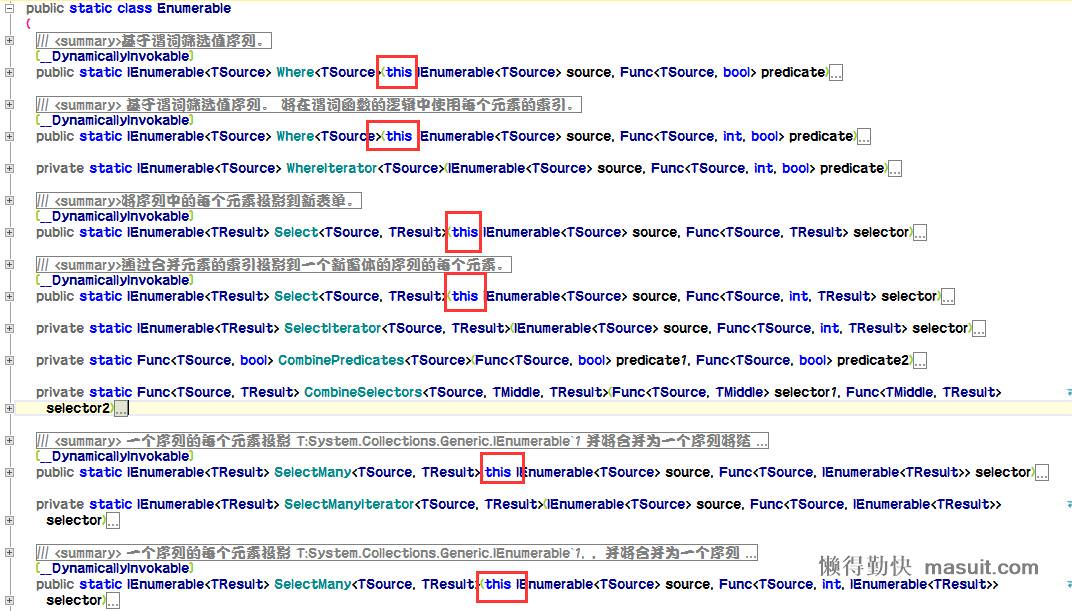 public static class Enumerable
{
/// <summary>基于谓词筛选值序列。
[__DynamicallyInvokable]
public static IEnumerable<TSource> Where<TSource>(this IEnumerable<TSource> source, Func<TSource, bool> predicate)...
/// <summary> 基于谓词筛选值序列。 将在谓词函数的逻辑中使用每个元素的索引。
[__DynamicallyInvokable]
public static IEnumerable<TSource> Where<TSource>(this IEnumerable<TSource> source, Func<TSource, int, bool> predicate)...
private static IEnumerable<TSource> WhereIterator<TSource>(IEnumerable<TSource> source, Func<TSource, int, bool> predicate)...
/// <summary>将序列中的每个元素投影到新表单。
[__DynamicallyInvokable]
public static IEnumerable<TResult> Select<TSource, TResult>(this IEnumerable<TSource> source, Func<TSource, TResult> selector)...
/// <summary>通过合并元素的索引投影到一个新窗体的序列的每个元素。
[__DynamicallyInvokable]
public static IEnumerable<TResult> Select<TSource, TResult>(this IEnumerable<TSource> source, Func<TSource, int, TResult> selector)...
private static IEnumerable<TResult> SelectIterator<TSource, TResult>(IEnumerable<TSource> source, Func<TSource, int, TResult> selector)...
private static Func<TSource, bool> CombinePredicates<TSource>(Func<TSource, bool> predicate1, Func<TSource, bool> predicate2)...
private static Func<TSource, TResult> CombineSelectors<TSource, TMiddle, TResult>(Func<TSource, TMiddle> selector1, Func<TMiddle, TResult>
selector2)...
/// <summary> 一个序列的每个元素投影 T:System.Collections.Generic.IEnumerable`1 并将合并为一个序列将结 ...
[__DynamicallyInvokable]
public static IEnumerable<TResult> SelectMany<TSource, TResult>(this IEnumerable<TSource> source, Func<TSource, IEnumerable<TResult>> selector)...
private static IEnumerable<TResult> SelectManyIterator<TSource, TResult>(IEnumerable<TSource> source, Func<TSource, IEnumerable<TResult>>
selector)...
/// <summary> 一个序列的每个元素投影 T:System.Collections.Generic.IEnumerable`1, ，并将合并为一个序列 ...
[__DynamicallyInvokable]
public static IEnumerable<TResult> SelectMany<TSource, TResult>(this IEnumerable<TSource> source, Func<TSource, int, IEnumerable<TResult>>
selector)...
懒得勤快 masuit.com